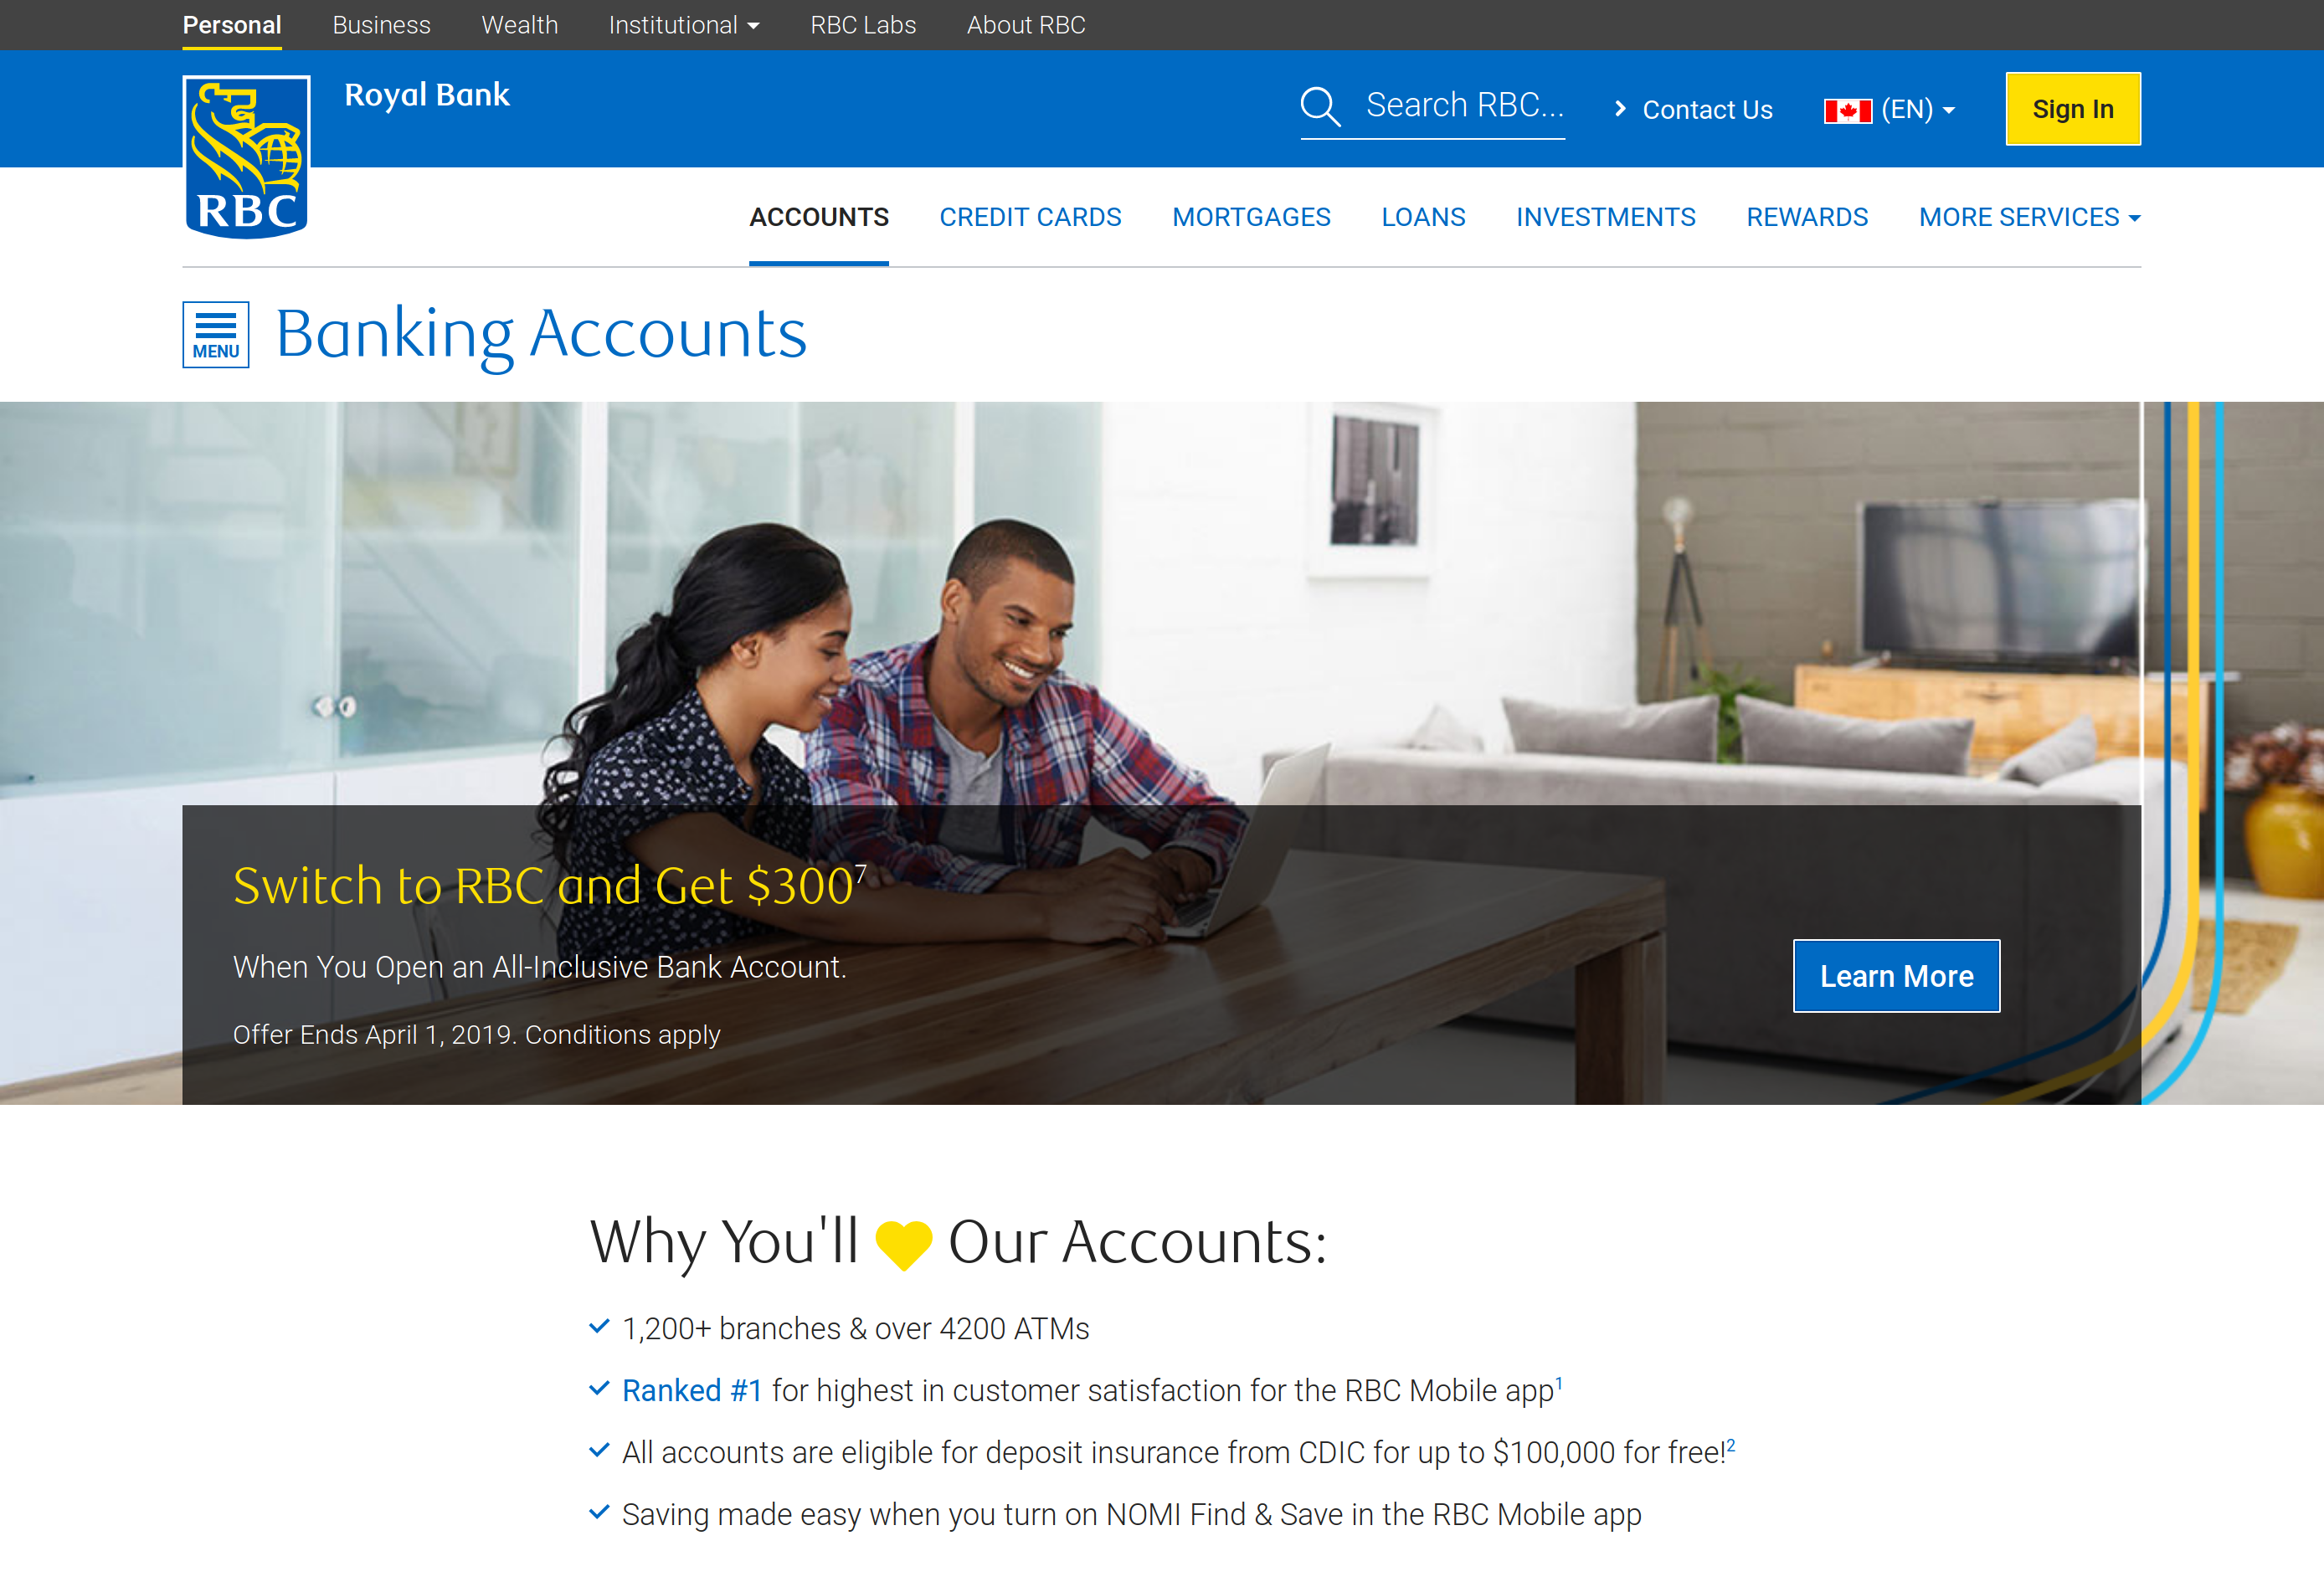 Personal Business Wealth Institutional RBC Labs About RBC
Royal Bank
Search RBC... Contact Us (EN) Sign In
RBC
ACCOUNTS CREDIT CARDS MORTGAGES LOANS INVESTMENTS REWARDS MORE SERVICES
MENU
Banking Accounts
Switch to RBC and Get $300⁷
When You Open an All-Inclusive Bank Account.
Offer Ends April 1, 2019. Conditions apply
Learn More
Why You'll Our Accounts:
1,200+ branches & over 4200 ATMs
Ranked #1 for highest in customer satisfaction for the RBC Mobile app¹
All accounts are eligible for deposit insurance from CDIC for up to $100,000 for free!²
Saving made easy when you turn on NOMI Find & Save in the RBC Mobile app